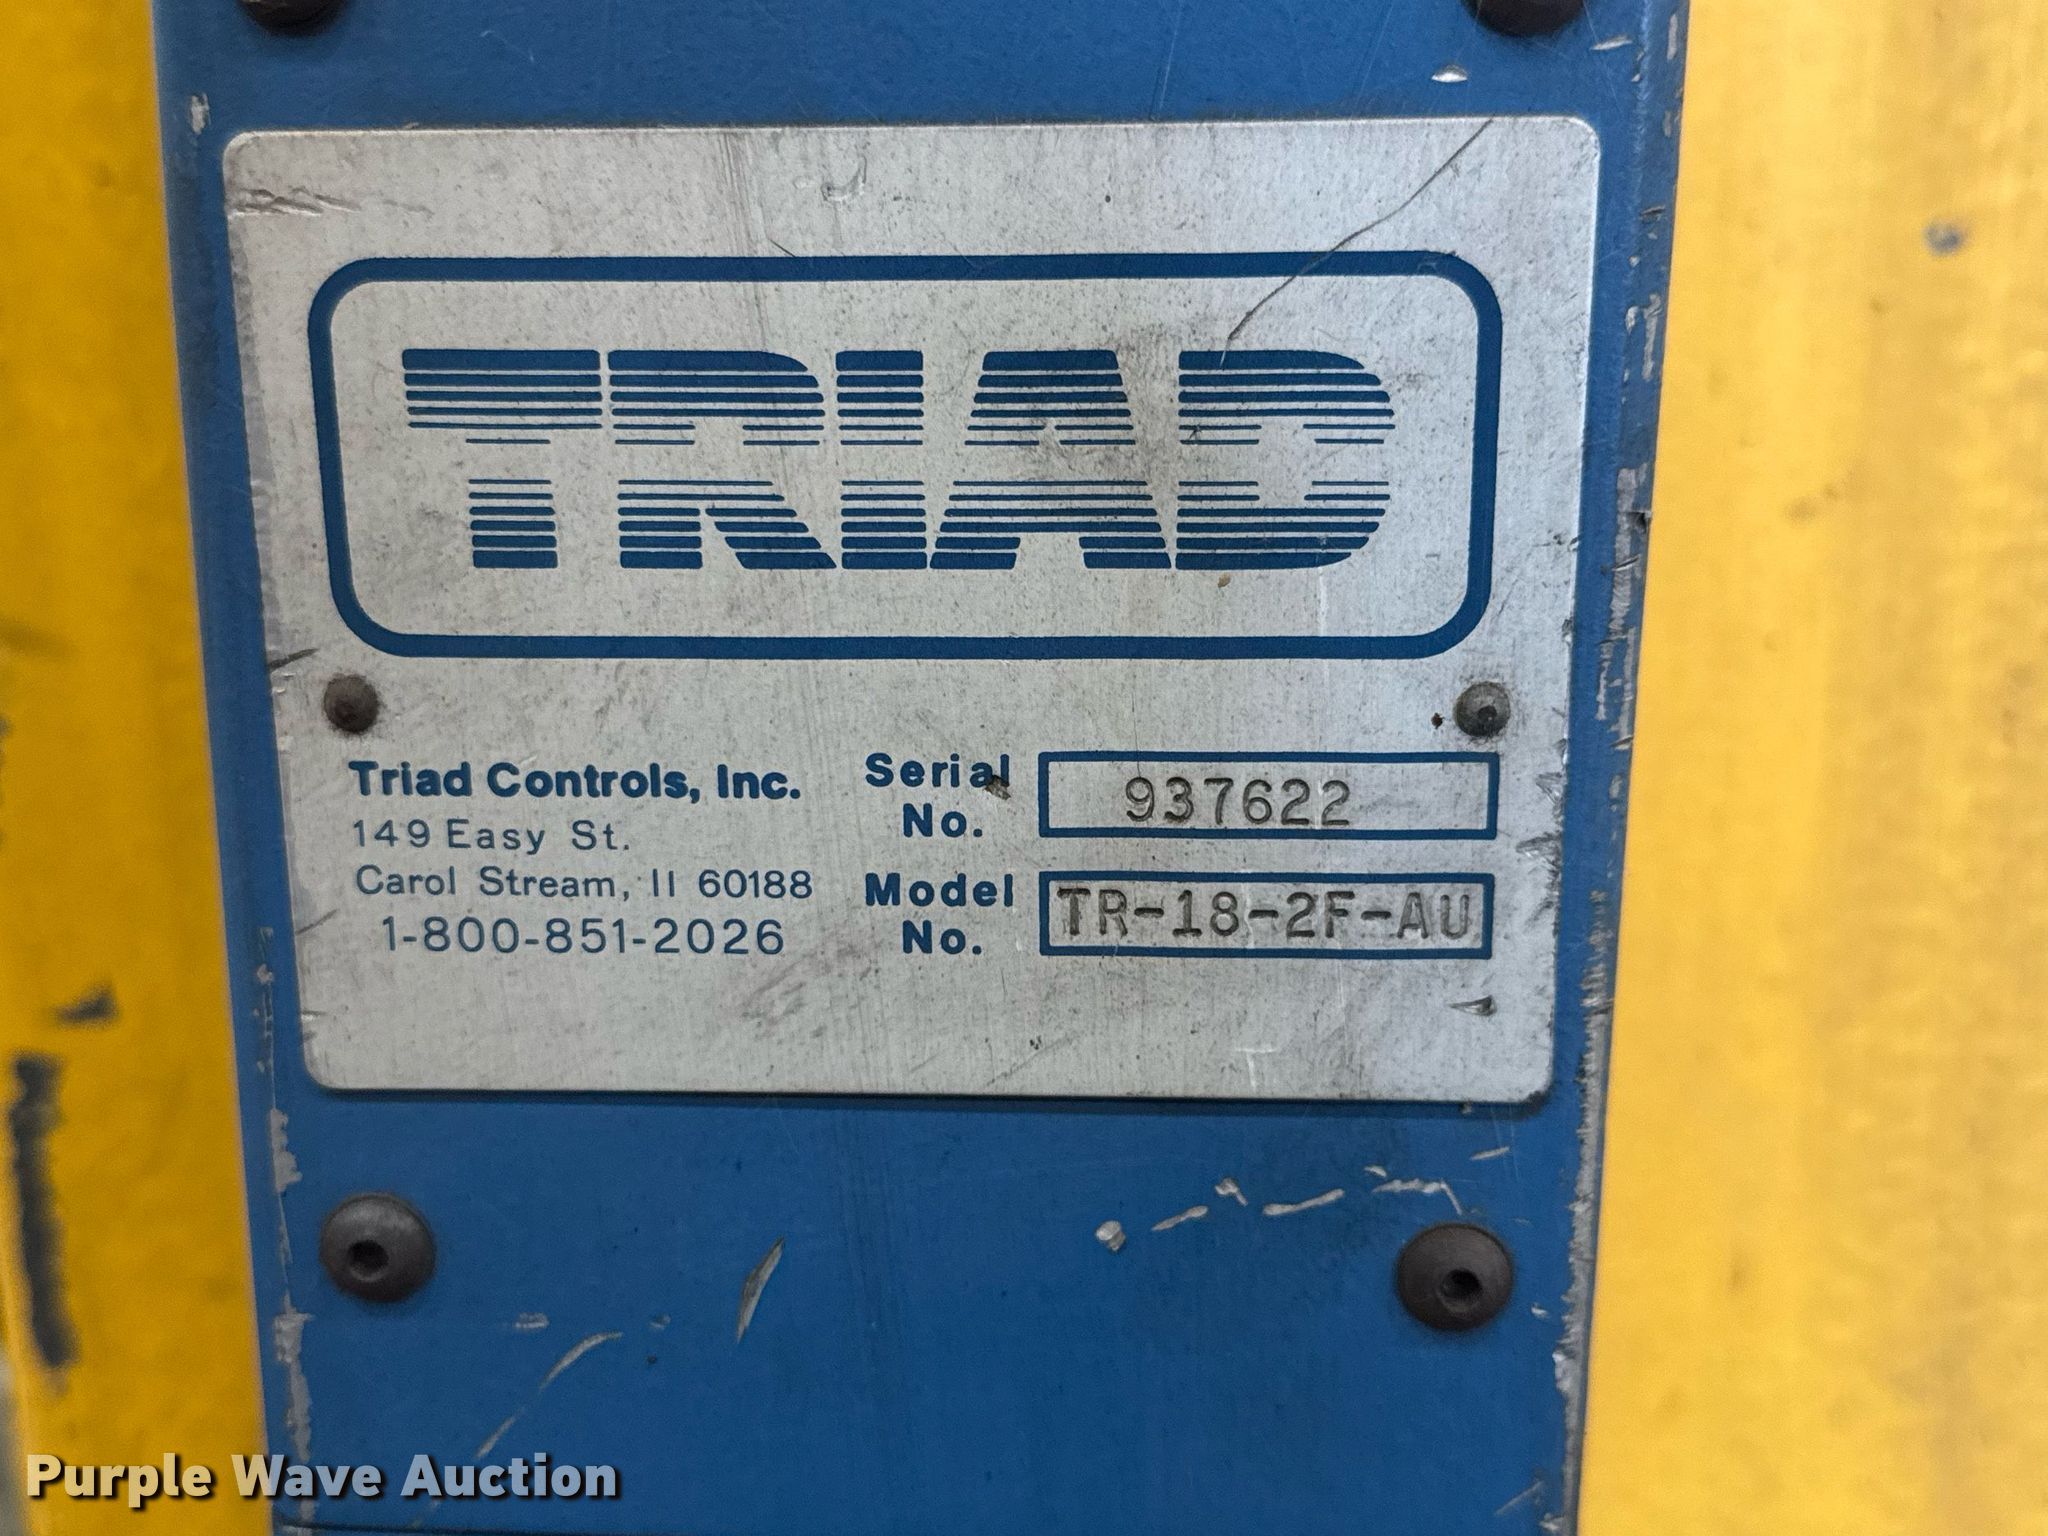 TRIAD
Triad Controls, Inc.
149 Easy St.
Carol Stream, Il 60188
1-800-851-2026
Serial No. 937622
Model No. TR-18-2F-AU
Purple Wave Auction